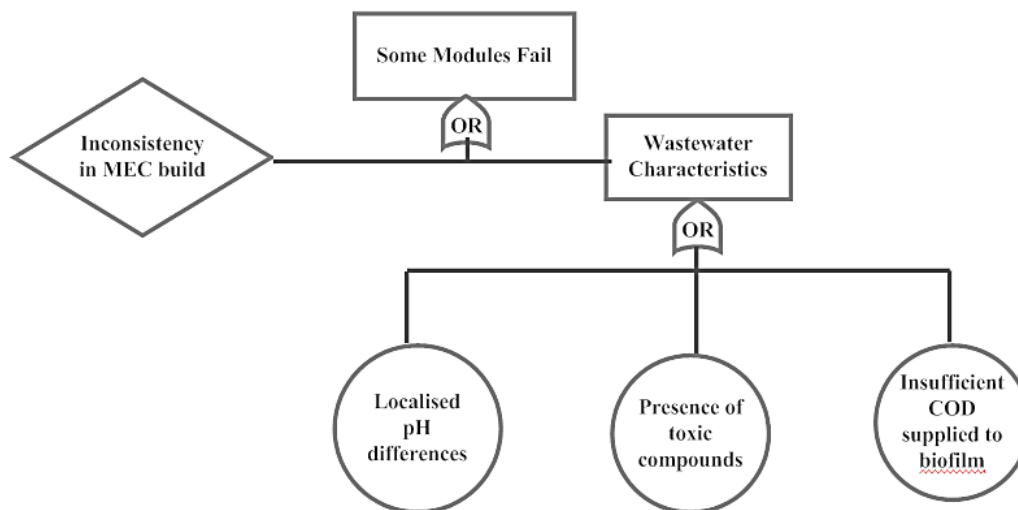 Some Modules Fail
OR
Inconsistency
in MEC build
Wastewater
Characteristics
OR
Localised
pH
differences
Presence of
toxic
compounds
Insufficient
COD
supplied to
biofilm